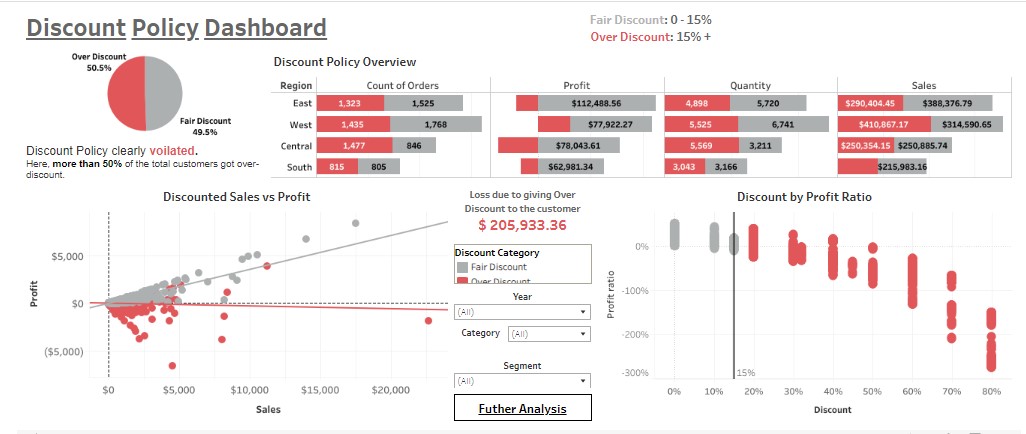 Discount Policy Dashboard
Fair Discount: 0 - 15%
Over Discount: 15% +
Over Discount
50.5%
Fair Discount
49.5%
Discount Policy clearly voilated.
Here, more than 50% of the total customers got over-
discount.
Discount Policy Overview
Region Count of Orders Profit Quantity Sales
East 1,323 1,525 $112,488.56 4,898 5,720 $290,404.45 $388,376.79
West 1,435 1,768 $77,922.27 5,525 6,741 $410,867.17 $314,590.65
Central 1,477 846 $78,043.61 5,569 3,211 $250,354.15 $250,885.74
South 815 805 $62,981.34 3,043 3,166 $215,983.16
Discounted Sales vs Profit
Profit
$5,000
$0
($5,000)
$0 $5,000 $10,000 $15,000 $20,000
Sales
Loss due to giving Over
Discount to the customer
$ 205,933.36
Discount Category
Fair Discount
Over Discount
Year
(All)
Category (All)
Segment
(All)
Futher Analysis
Discount by Profit Ratio
Profit ratio
0%
-100%
-200%
-300%
15%
0% 10% 20% 30% 40% 50% 60% 70% 80%
Discount